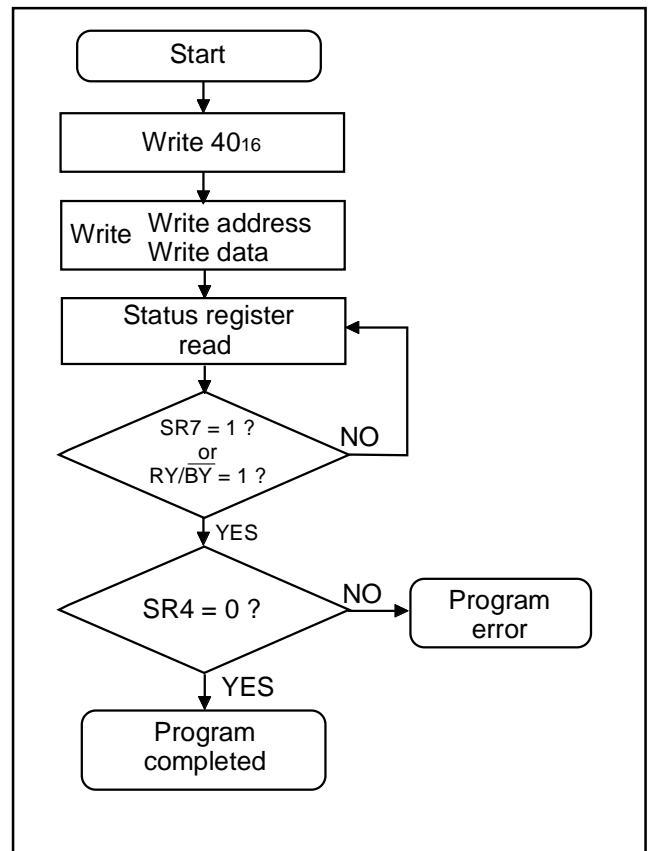 Start
Write 40₁₆
Write Write address
Write data
Status register
read
SR7 = 1 ?
or
RY/B̅Y̅ = 1 ?
NO
YES
SR4 = 0 ?
NO
Program
error
YES
Program
completed